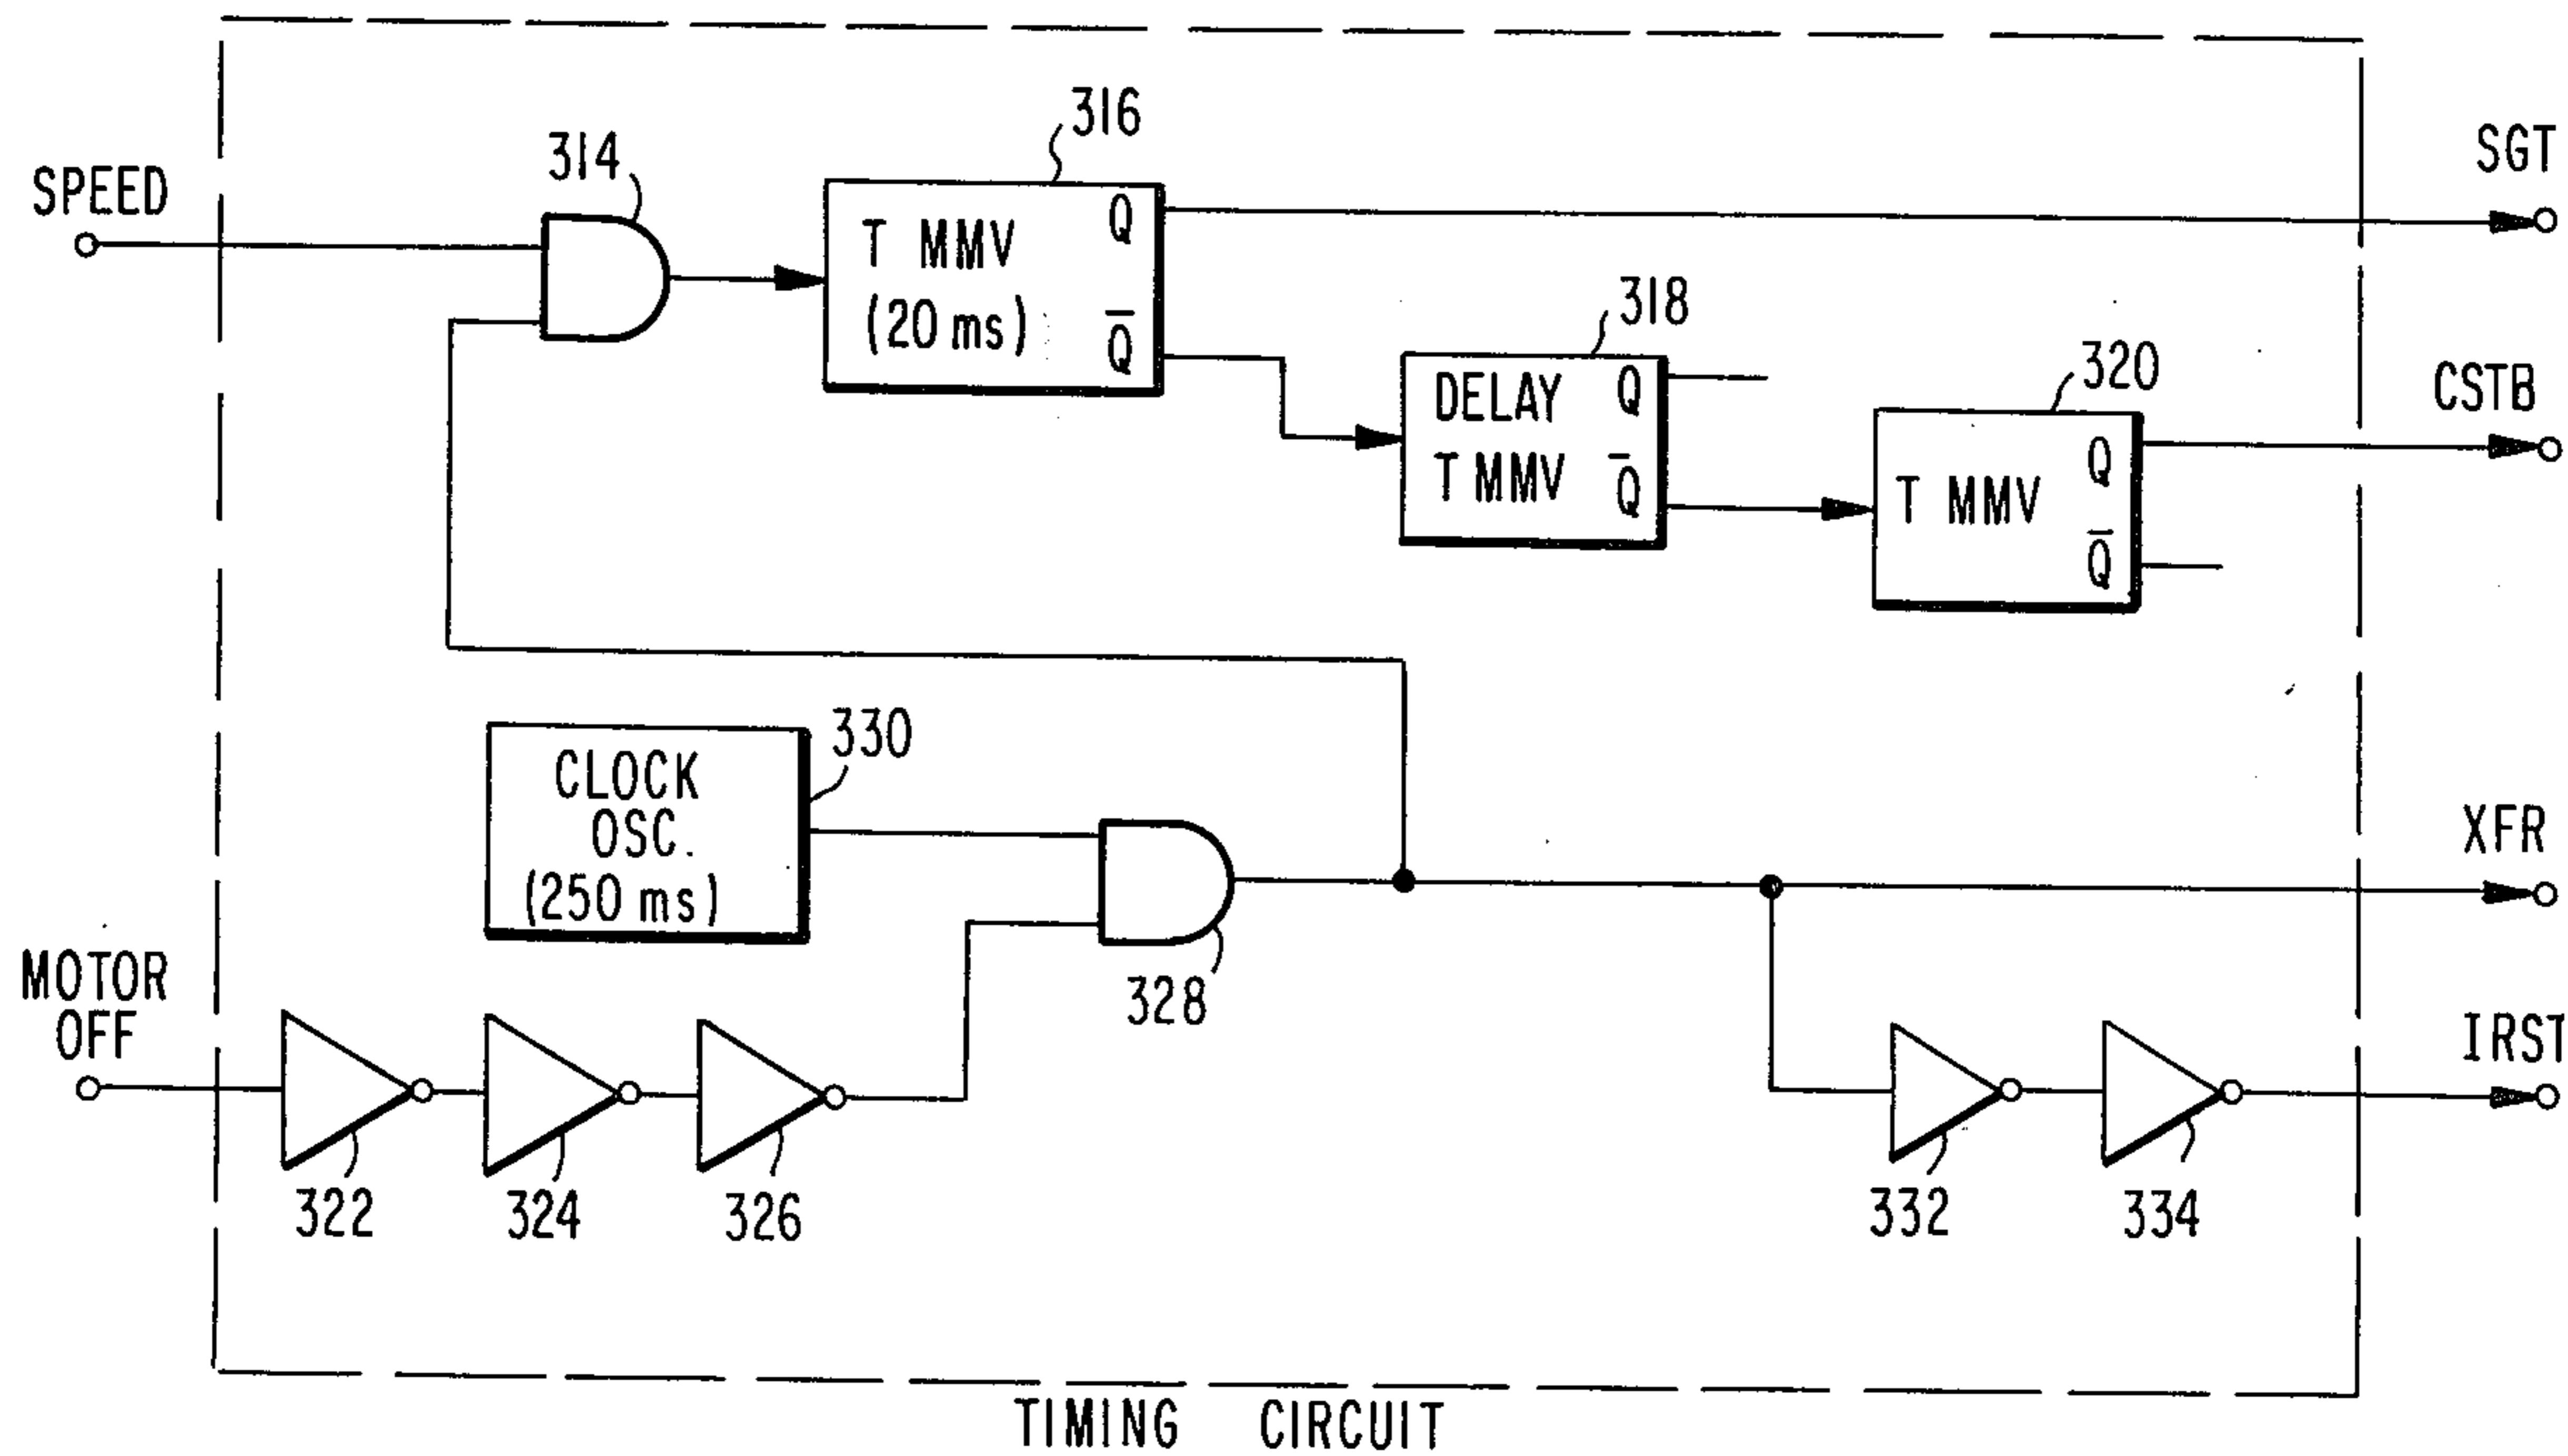 316
314
SGT
SPEED
T MMV
(20 ms)
Q
Q̅
318
DELAY
T MMV
Q
Q̅
320
CSTB
T MMV
Q
Q̅
330
CLOCK
OSC.
(250 ms)
XFR
MOTOR
OFF
328
IRST
322
324
326
332
334
TIMING CIRCUIT